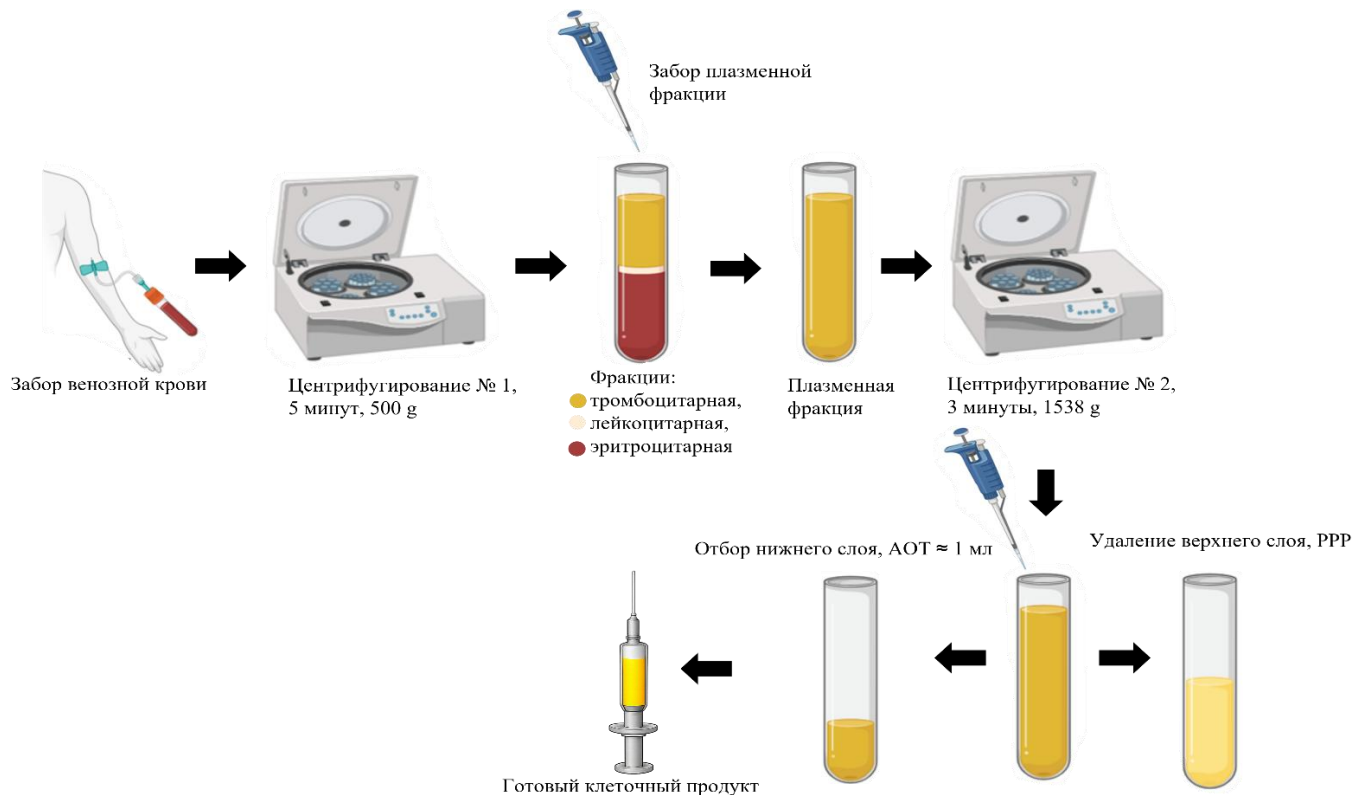 Забор плазменной
фракции
Забор венозной крови
Центрифугирование № 1,
5 минут, 500 g
Фракции:
тромбоцитарная,
лейкоцитарная,
эритроцитарная
Плазменная
фракция
Центрифугирование № 2,
3 минуты, 1538 g
Отбор нижнего слоя, АОТ ≈ 1 мл
Удаление верхнего слоя, PPP
Готовый клеточный продукт